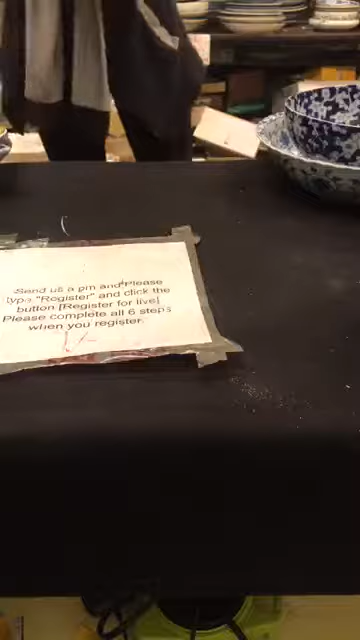 Send us a pm and Please
type "Register" and click the
button [Register for live]
Please complete all 6 steps
when you register.